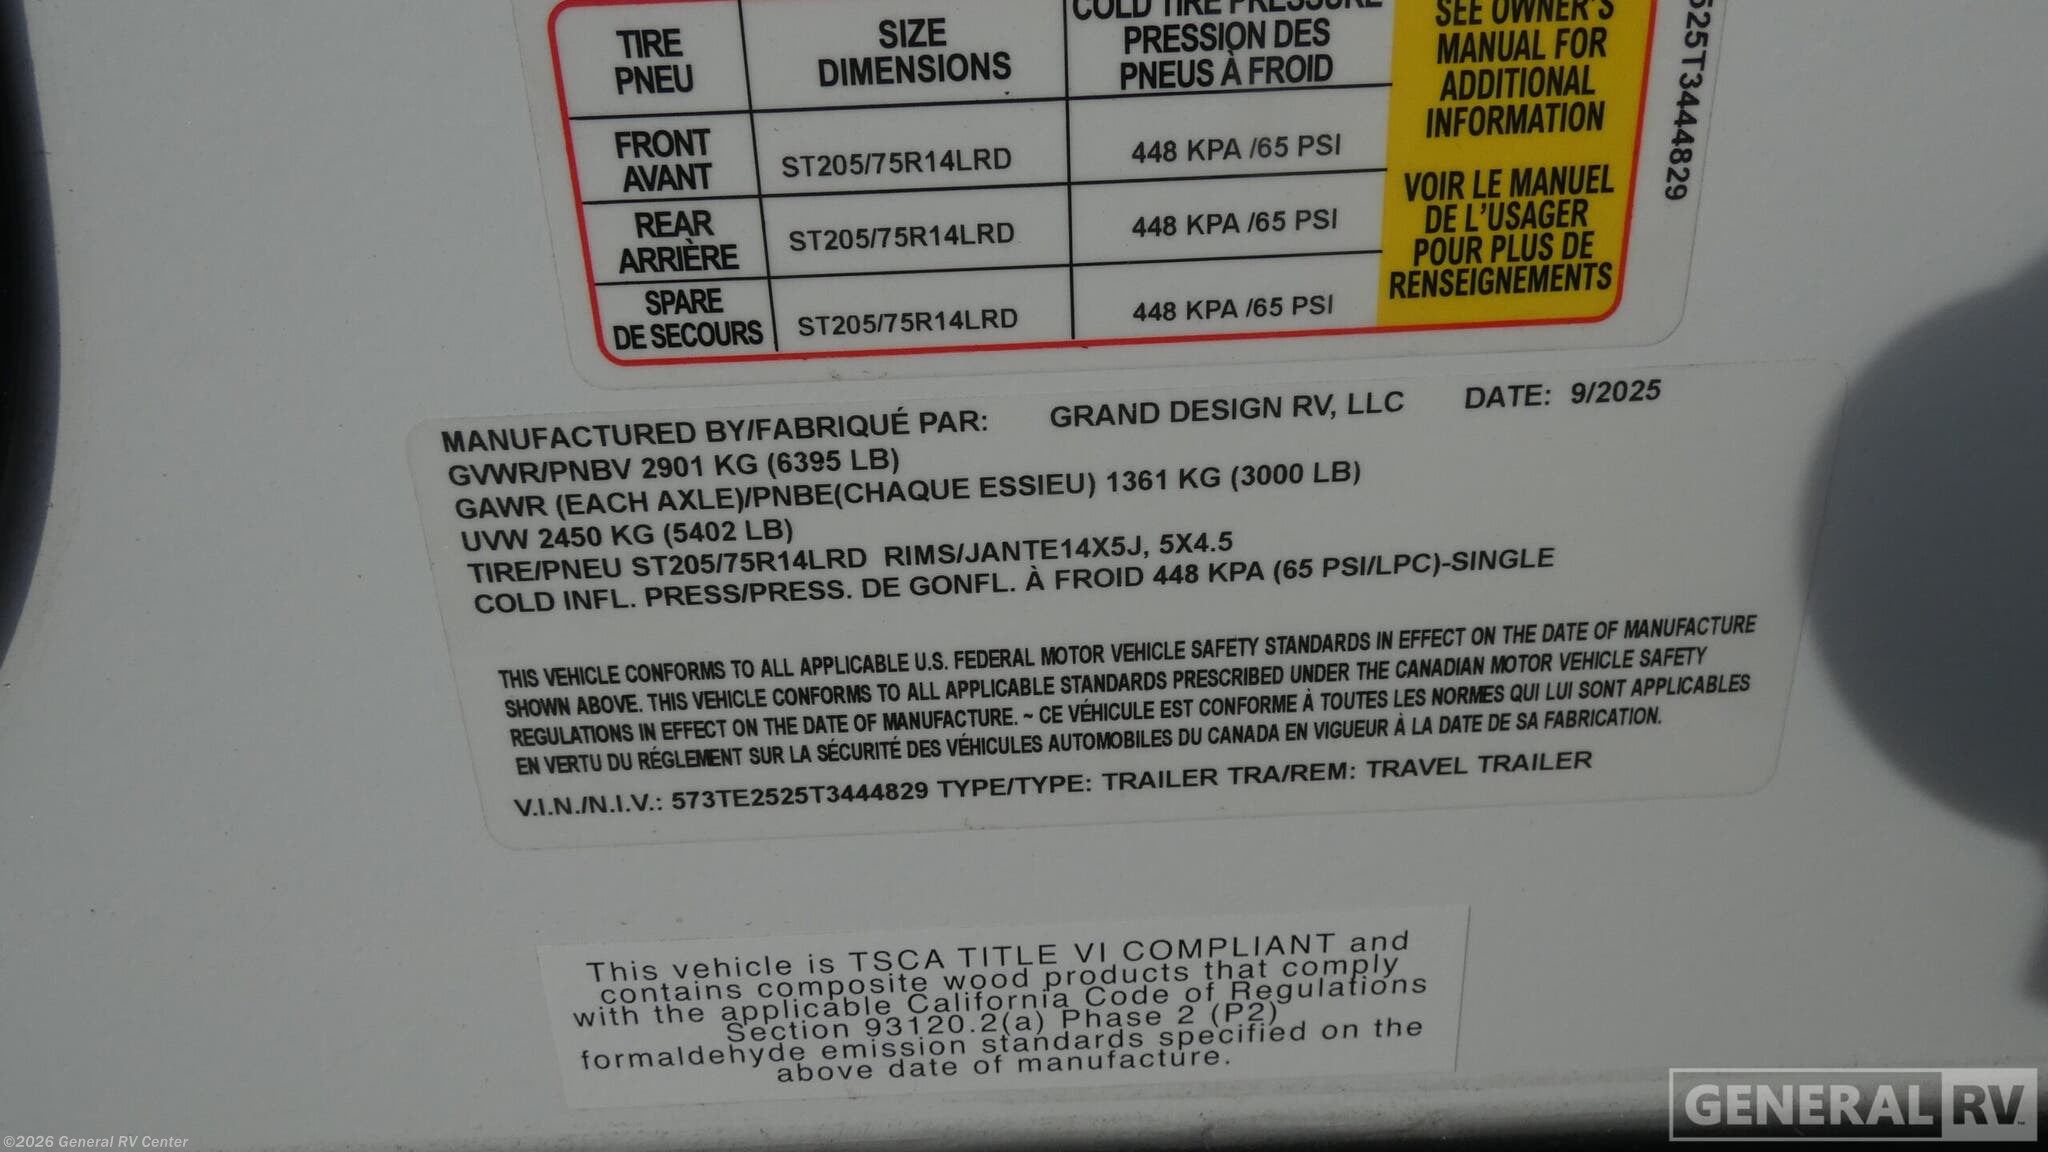 TIRE
PNEU
SIZE
DIMENSIONS
COLD TIRE PRESSURE
PRESSION DES
PNEUS À FROID
FRONT
AVANT
ST205/75R14LRD
448 KPA /65 PSI
REAR
ARRIÈRE
ST205/75R14LRD
448 KPA /65 PSI
SPARE
DE SECOURS
ST205/75R14LRD
448 KPA /65 PSI
SEE OWNER'S
MANUAL FOR
ADDITIONAL
INFORMATION
VOIR LE MANUEL
DE L'USAGER
POUR PLUS DE
RENSEIGNEMENTS
525T3444829
MANUFACTURED BY/FABRIQUÉ PAR: GRAND DESIGN RV, LLC DATE: 9/2025
GVWR/PNBV 2901 KG (6395 LB)
GAWR (EACH AXLE)/PNBE(CHAQUE ESSIEU) 1361 KG (3000 LB)
UVW 2450 KG (5402 LB)
TIRE/PNEU ST205/75R14LRD RIMS/JANTE14X5J, 5X4.5
COLD INFL. PRESS/PRESS. DE GONFL. À FROID 448 KPA (65 PSI/LPC)-SINGLE
THIS VEHICLE CONFORMS TO ALL APPLICABLE U.S. FEDERAL MOTOR VEHICLE SAFETY STANDARDS IN EFFECT ON THE DATE OF MANUFACTURE
SHOWN ABOVE. THIS VEHICLE CONFORMS TO ALL APPLICABLE STANDARDS PRESCRIBED UNDER THE CANADIAN MOTOR VEHICLE SAFETY
REGULATIONS IN EFFECT ON THE DATE OF MANUFACTURE. ~ CE VÉHICULE EST CONFORME À TOUTES LES NORMES QUI LUI SONT APPLICABLES
EN VERTU DU RÉGLEMENT SUR LA SÉCURITÉ DES VÉHICULES AUTOMOBILES DU CANADA EN VIGUEUR À LA DATE DE SA FABRICATION.
V.I.N./N.I.V.: 573TE2525T3444829 TYPE/TYPE: TRAILER TRA/REM: TRAVEL TRAILER
This vehicle is TSCA TITLE VI COMPLIANT and
contains composite wood products that comply
with the applicable California Code of Regulations
Section 93120.2(a) Phase 2 (P2)
formaldehyde emission standards specified on the
above date of manufacture.
©2026 General RV Center
GENERAL RV